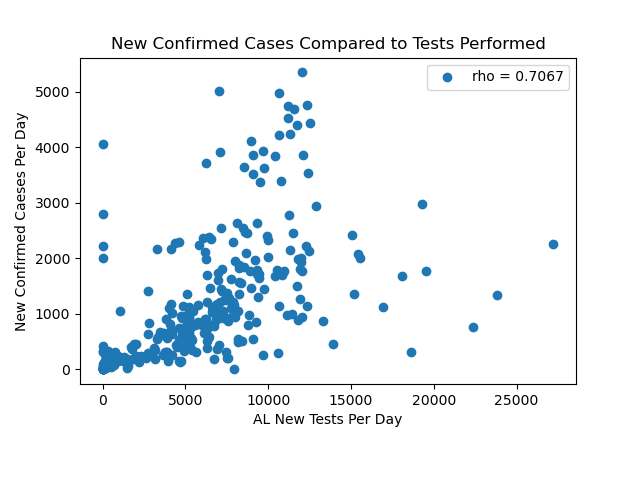 New Confirmed Cases Compared to Tests Performed
rho = 0.7067
5000
4000
3000
2000
1000
0
New Confirmed Caeses Per Day
0 5000 10000 15000 20000 25000
AL New Tests Per Day